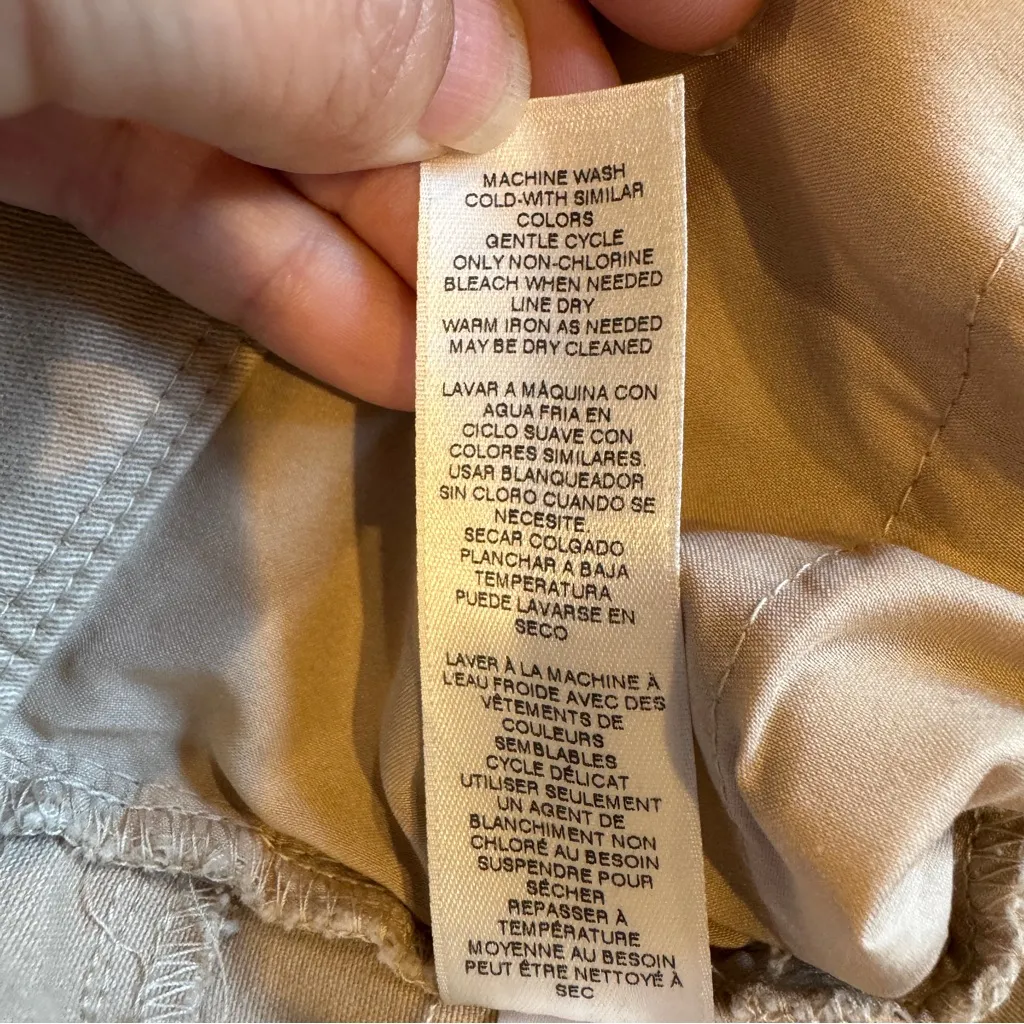 MACHINE WASH
COLD-WITH SIMILAR
COLORS
GENTLE CYCLE
ONLY NON-CHLORINE
BLEACH WHEN NEEDED
LINE DRY
WARM IRON AS NEEDED
MAY BE DRY CLEANED
LAVAR A MÁQUINA CON
AGUA FRIA EN
CICLO SUAVE CON
COLORES SIMILARES.
USAR BLANQUEADOR
SIN CLORO CUANDO SE
NECESITE.
SECAR COLGADO
PLANCHAR A BAJA
TEMPERATURA
PUEDE LAVARSE EN
SECO
LAVER À LA MACHINE À
L'EAU FROIDE AVEC DES
VÊTEMENTS DE
COULEURS
SEMBLABLES
CYCLE DÉLICAT
UTILISER SEULEMENT
UN AGENT DE
BLANCHIMENT NON
CHLORÉ AU BESOIN
SUSPENDRE POUR
SÉCHER
REPASSER À
TEMPÉRATURE
MOYENNE AU BESOIN
PEUT ÊTRE NETTOYÉ À
SEC